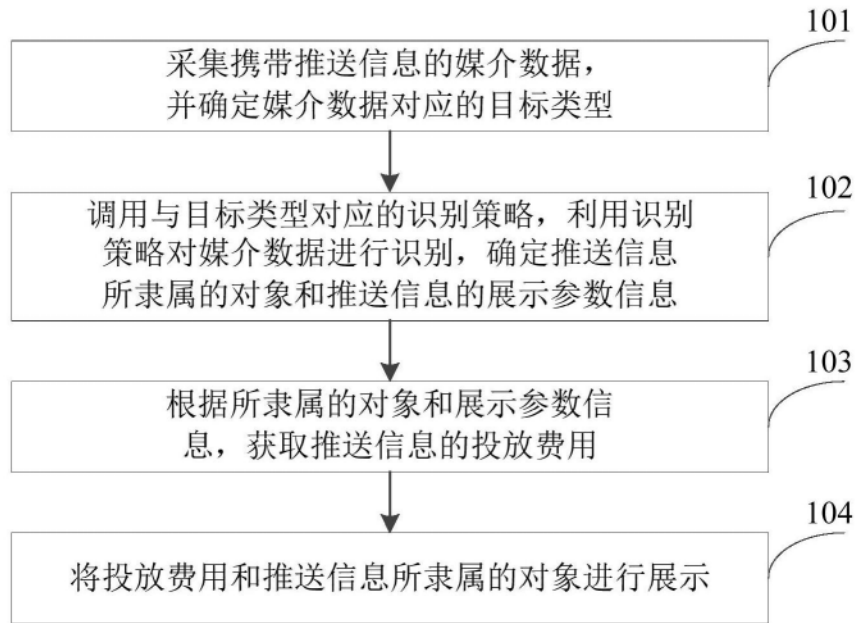 101
采集携带推送信息的媒介数据，
并确定媒介数据对应的目标类型
102
调用与目标类型对应的识别策略，利用识别
策略对媒介数据进行识别，确定推送信息
所隶属的对象和推送信息的展示参数信息
103
根据所隶属的对象和展示参数信
息，获取推送信息的投放费用
104
将投放费用和推送信息所隶属的对象进行展示